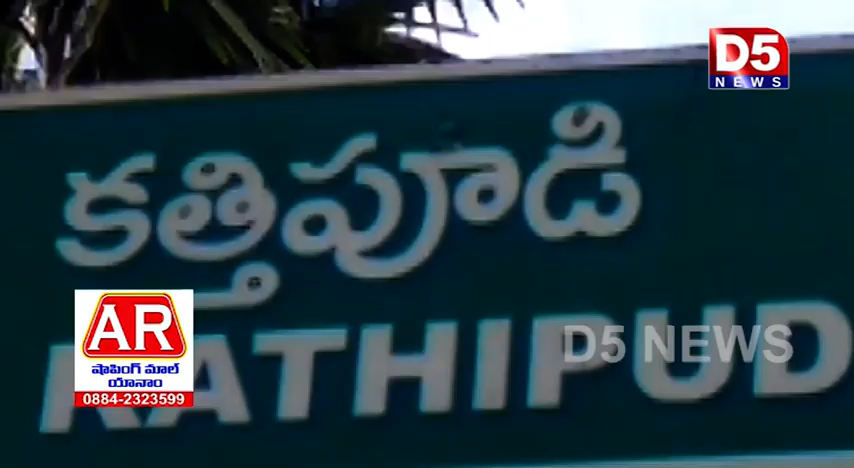 D5
NEWS
కత్తిపూడి
KATHIPUD
D5 NEWS
AR
షాపింగ్ మాల్
యానాం
0884-2323599